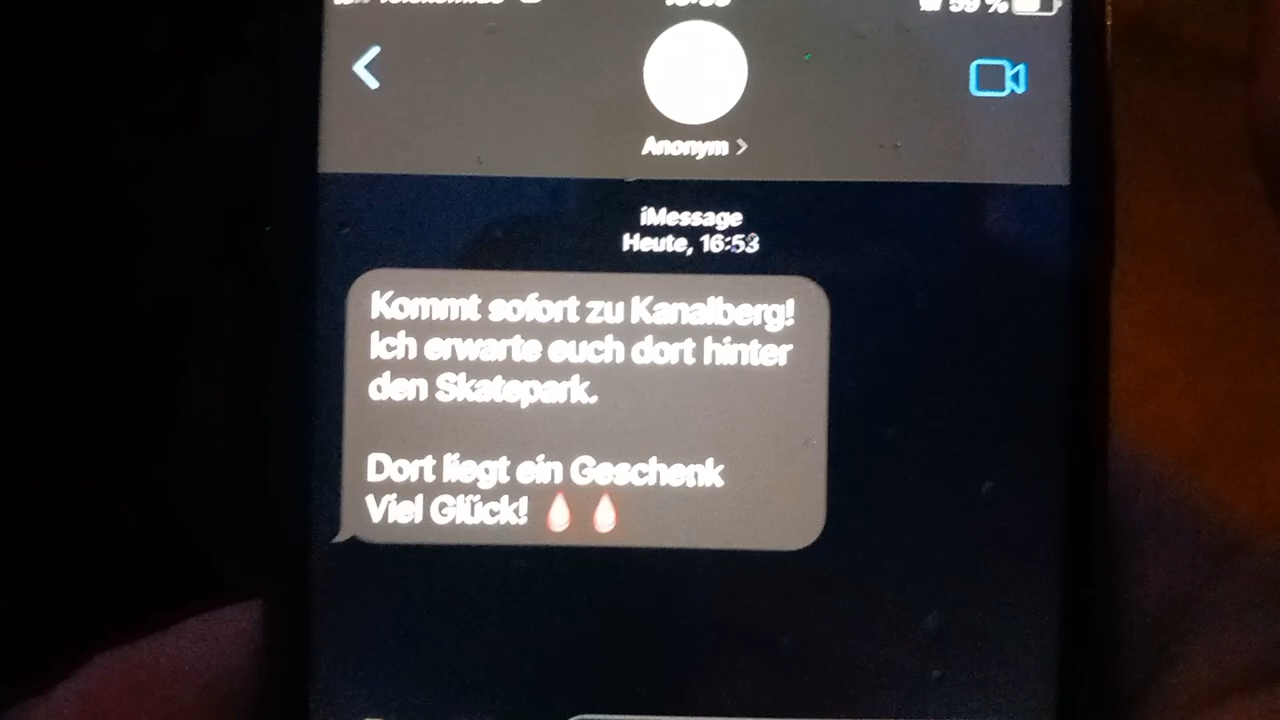 59 %
Anonym
iMessage
Heute, 16:53
Kommt sofort zu Kanalberg!
Ich erwarte euch dort hinter
den Skatepark.
Dort liegt ein Geschenk
Viel Glück! 🩸🩸